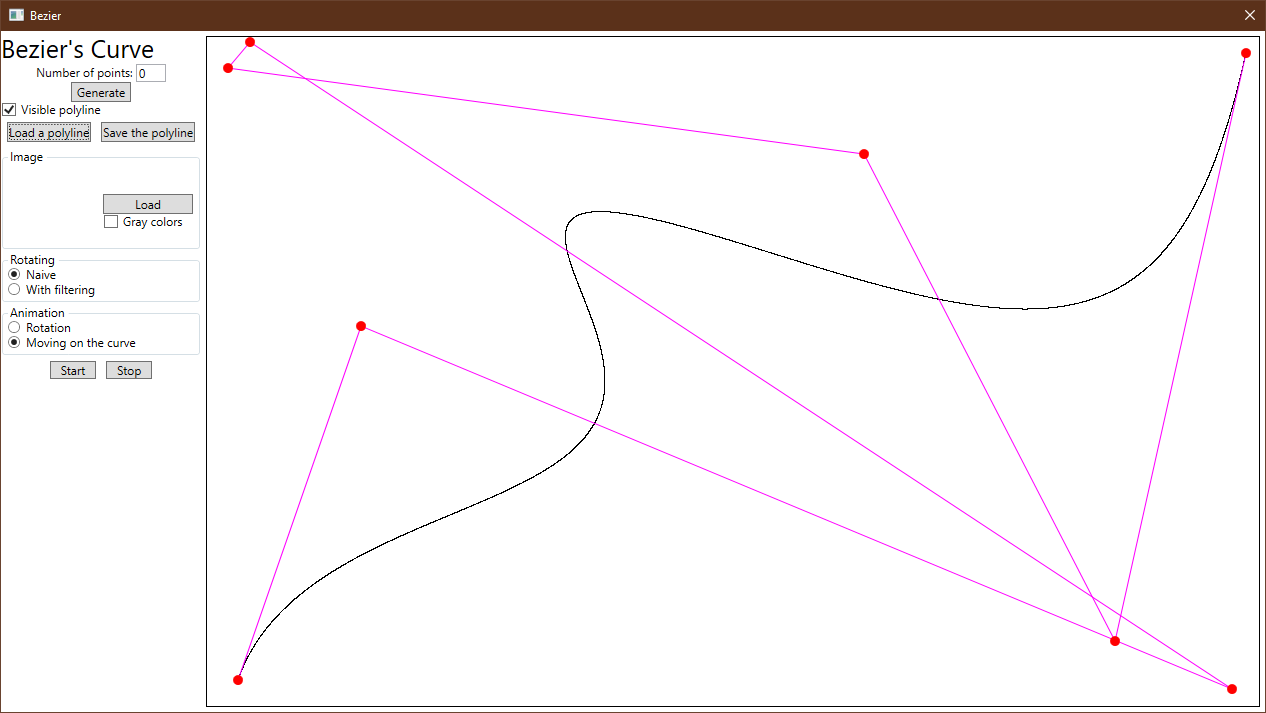 Bezier
Bezier's Curve
Number of points: 0
Generate
Visible polyline
Load a polyline Save the polyline
Image
Load
Gray colors
Rotating
Naive
With filtering
Animation
Rotation
Moving on the curve
Start Stop